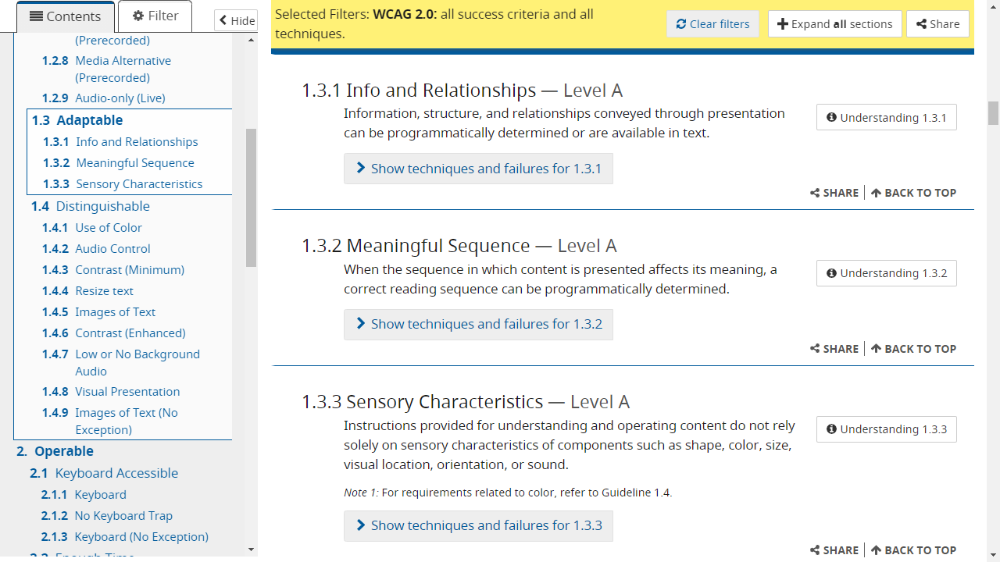 Contents
Filter
Hide
(Prerecorded)
1.2.8 Media Alternative
(Prerecorded)
1.2.9 Audio-only (Live)
1.3 Adaptable
1.3.1 Info and Relationships
1.3.2 Meaningful Sequence
1.3.3 Sensory Characteristics
1.4 Distinguishable
1.4.1 Use of Color
1.4.2 Audio Control
1.4.3 Contrast (Minimum)
1.4.4 Resize text
1.4.5 Images of Text
1.4.6 Contrast (Enhanced)
1.4.7 Low or No Background
Audio
1.4.8 Visual Presentation
1.4.9 Images of Text (No
Exception)
2. Operable
2.1 Keyboard Accessible
2.1.1 Keyboard
2.1.2 No Keyboard Trap
2.1.3 Keyboard (No Exception)
2.2 Enough Time
Selected Filters: WCAG 2.0: all success criteria and all
techniques.
Clear filters
Expand all sections
Share
1.3.1 Info and Relationships — Level A
Information, structure, and relationships conveyed through presentation
can be programmatically determined or are available in text.
Understanding 1.3.1
Show techniques and failures for 1.3.1
SHARE
BACK TO TOP
1.3.2 Meaningful Sequence — Level A
When the sequence in which content is presented affects its meaning, a
correct reading sequence can be programmatically determined.
Understanding 1.3.2
Show techniques and failures for 1.3.2
SHARE
BACK TO TOP
1.3.3 Sensory Characteristics — Level A
Instructions provided for understanding and operating content do not rely
solely on sensory characteristics of components such as shape, color, size,
visual location, orientation, or sound.
Understanding 1.3.3
Note 1: For requirements related to color, refer to Guideline 1.4.
Show techniques and failures for 1.3.3
SHARE
BACK TO TOP